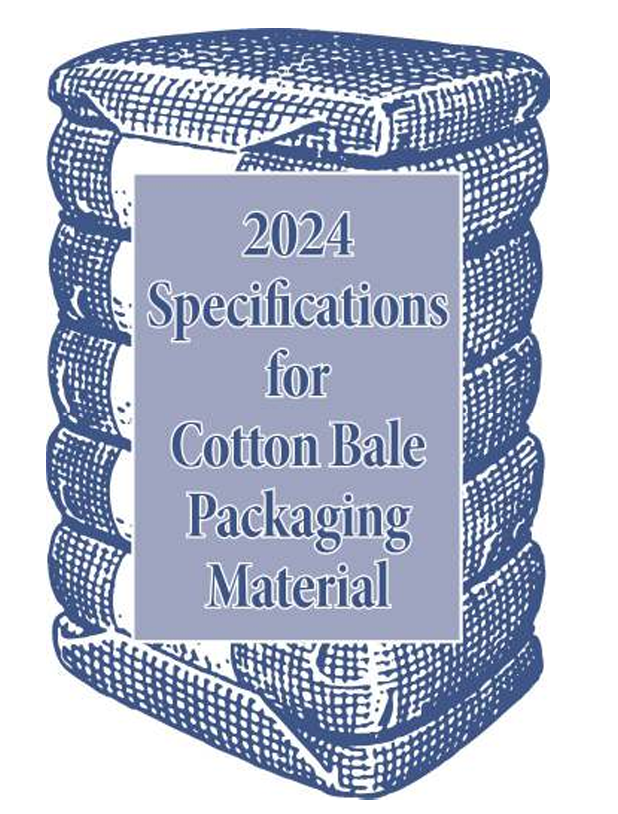 2024
Specifications
for
Cotton Bale
Packaging
Material